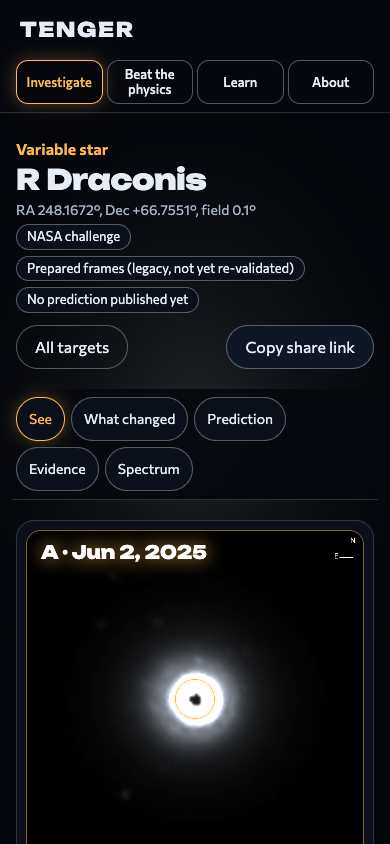 TENGER
Investigate
Beat the
physics
Learn
About
Variable star
R Draconis
RA 248.1672°, Dec +66.7551°, field 0.1°
NASA challenge
Prepared frames (legacy, not yet re-validated)
No prediction published yet
All targets
Copy share link
See
What changed
Prediction
Evidence
Spectrum
A · Jun 2, 2025
N
E